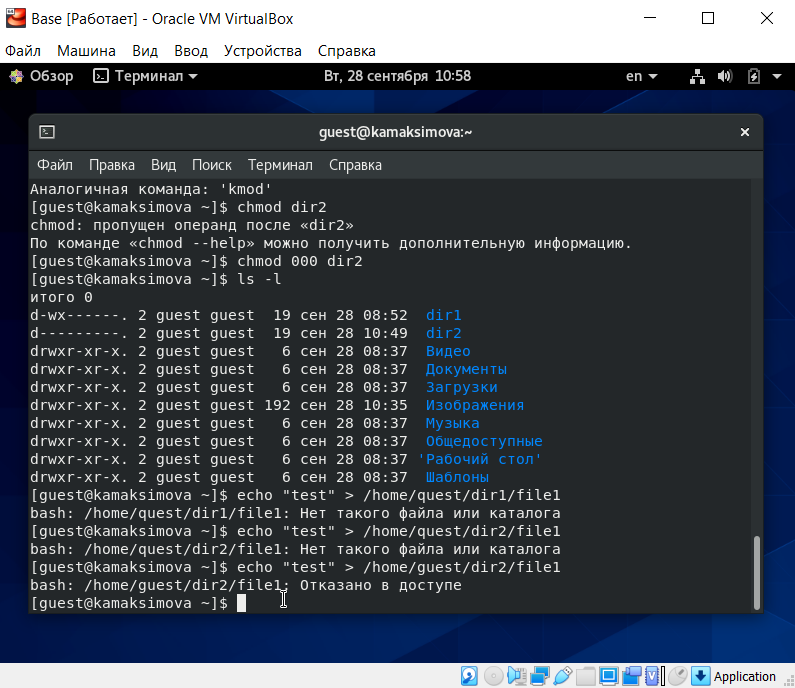 Base [Работает] - Oracle VM VirtualBox
Файл Машина Вид Ввод Устройства Справка
Обзор Терминал Вт, 28 сентября 10:58 en
guest@kamaksimova:~
Файл Правка Вид Поиск Терминал Справка
Аналогичная команда: 'kmod'
[guest@kamaksimova ~]$ chmod dir2
chmod: пропущен операнд после «dir2»
По команде «chmod --help» можно получить дополнительную информацию.
[guest@kamaksimova ~]$ chmod 000 dir2
[guest@kamaksimova ~]$ ls -l
итого 0
d-wx------. 2 guest guest  19 сен 28 08:52  dir1
d---------. 2 guest guest  19 сен 28 10:49  dir2
drwxr-xr-x. 2 guest guest   6 сен 28 08:37  Видео
drwxr-xr-x. 2 guest guest   6 сен 28 08:37  Документы
drwxr-xr-x. 2 guest guest   6 сен 28 08:37  Загрузки
drwxr-xr-x. 2 guest guest 192 сен 28 10:35  Изображения
drwxr-xr-x. 2 guest guest   6 сен 28 08:37  Музыка
drwxr-xr-x. 2 guest guest   6 сен 28 08:37  Общедоступные
drwxr-xr-x. 2 guest guest   6 сен 28 08:37 'Рабочий стол'
drwxr-xr-x. 2 guest guest   6 сен 28 08:37  Шаблоны
[guest@kamaksimova ~]$ echo "test" > /home/quest/dir1/file1
bash: /home/quest/dir1/file1: Нет такого файла или каталога
[guest@kamaksimova ~]$ echo "test" > /home/quest/dir2/file1
bash: /home/quest/dir2/file1: Нет такого файла или каталога
[guest@kamaksimova ~]$ echo "test" > /home/guest/dir2/file1
bash: /home/guest/dir2/file1: Отказано в доступе
[guest@kamaksimova ~]$
Application